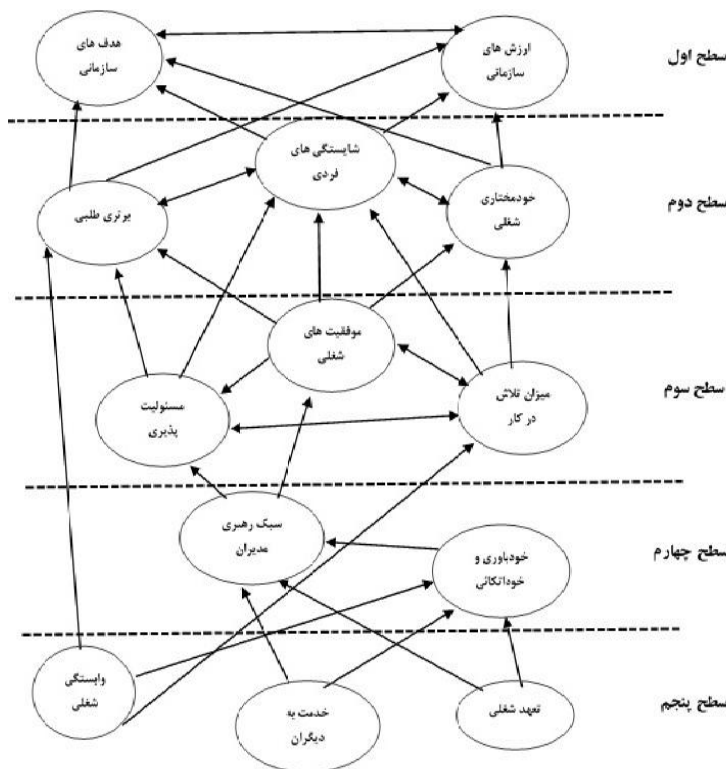 هدف های
سازمانی
ارزش های
سازمانی
سطح اول
شایستگی های
فردی
برتری طلبی
خودمختاری
شغلی
سطح دوم
موفقیت های
شغلی
مسئولیت
پذیری
میزان تلاش
در کار
سطح سوم
سبک رهبری
مدیران
خودباوری و
خوداتکائی
سطح چهارم
وابستگی
شغلی
خدمت به
دیگران
تعهد شغلی
سطح پنجم